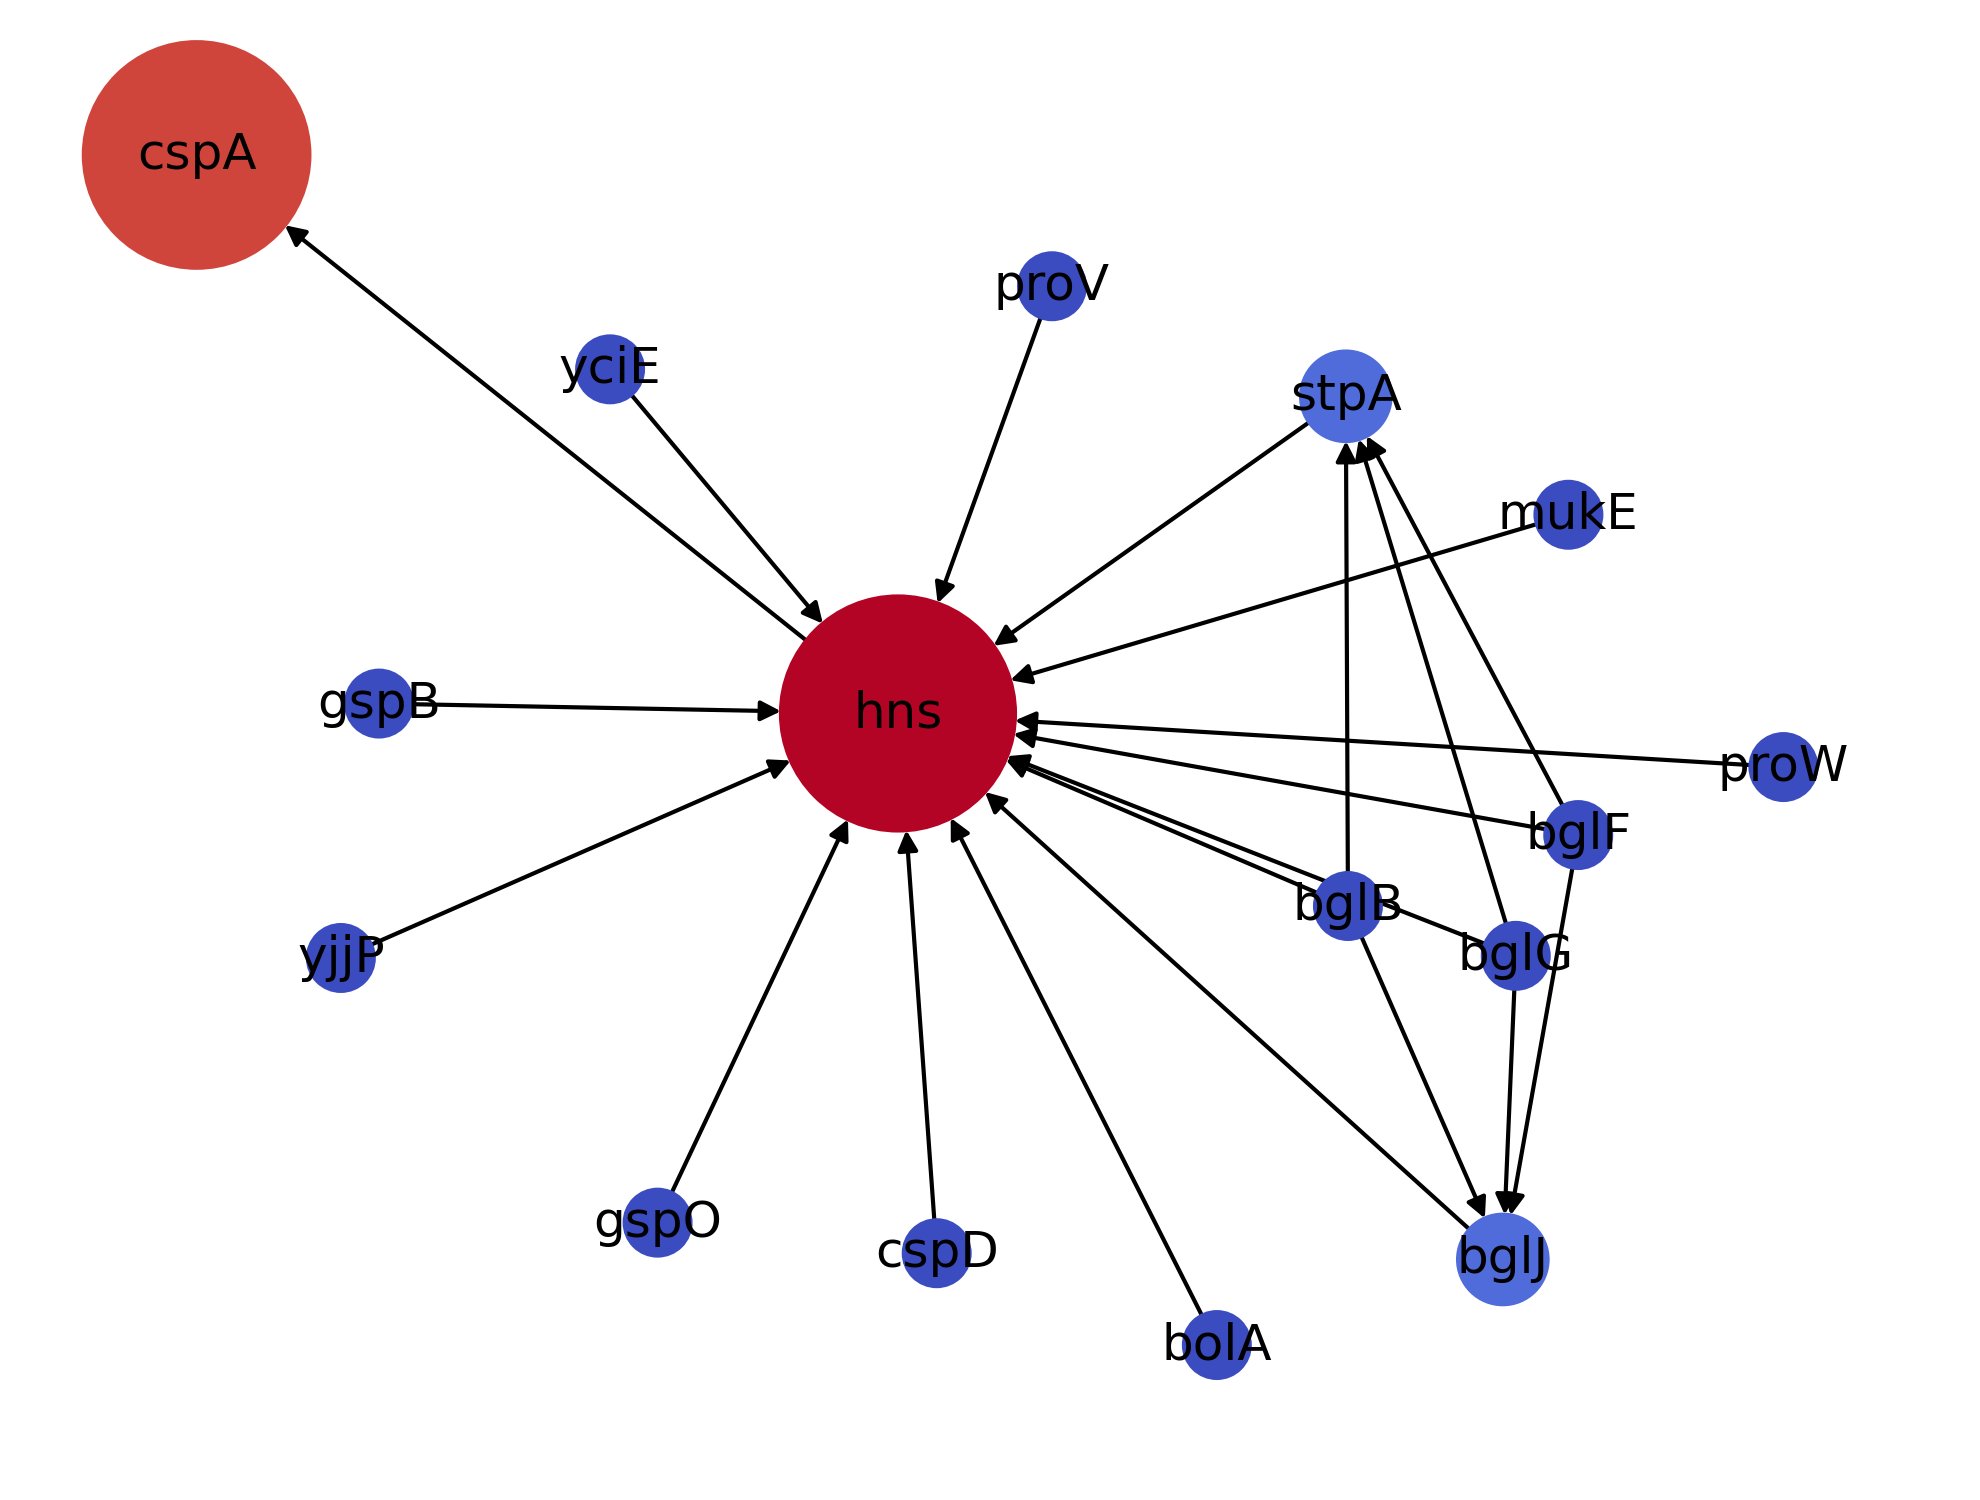 cspA
proV
yciE
stpA
mukE
gspB
hns
proW
bglF
bglB
bglG
yjjP
gspO
cspD
bglJ
bolA